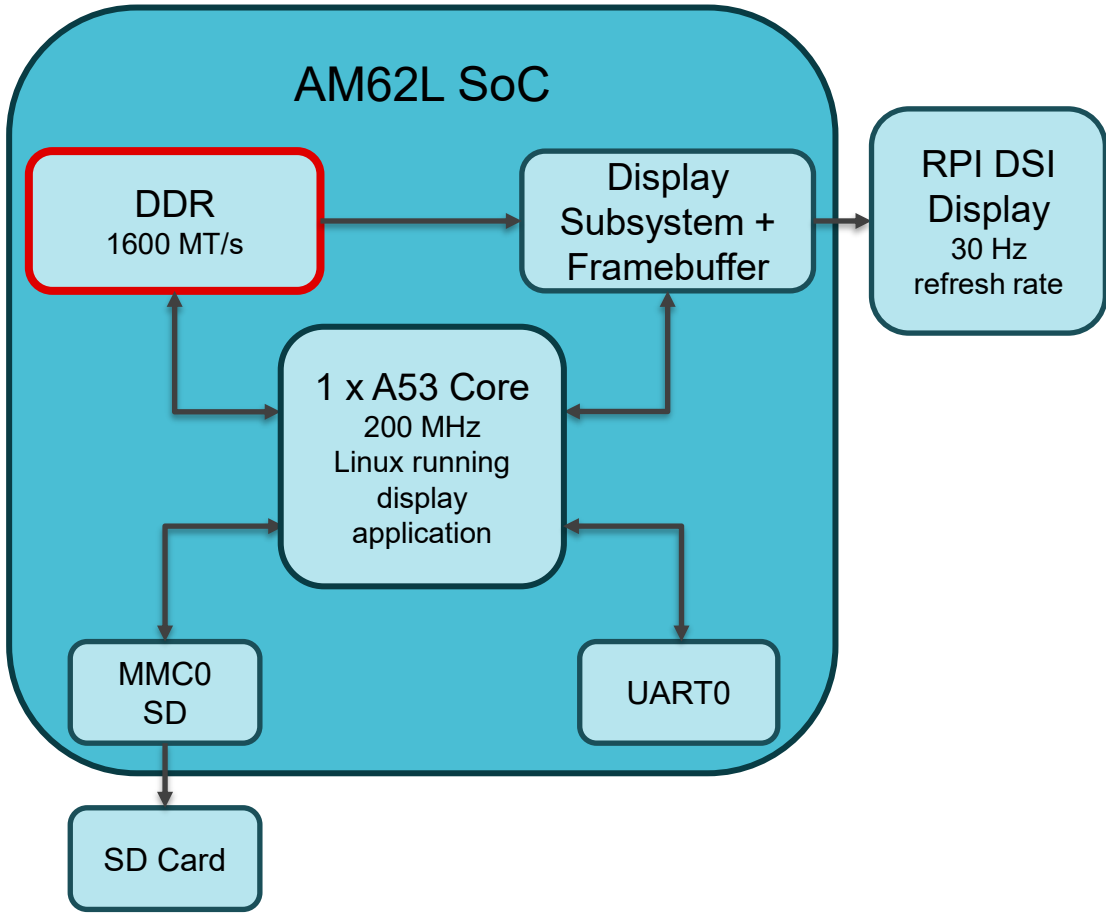 AM62L SoC
DDR
1600 MT/s
Display
Subsystem +
Framebuffer
RPI DSI
Display
30 Hz
refresh rate
1 x A53 Core
200 MHz
Linux running
display
application
MMC0
SD
UART0
SD Card